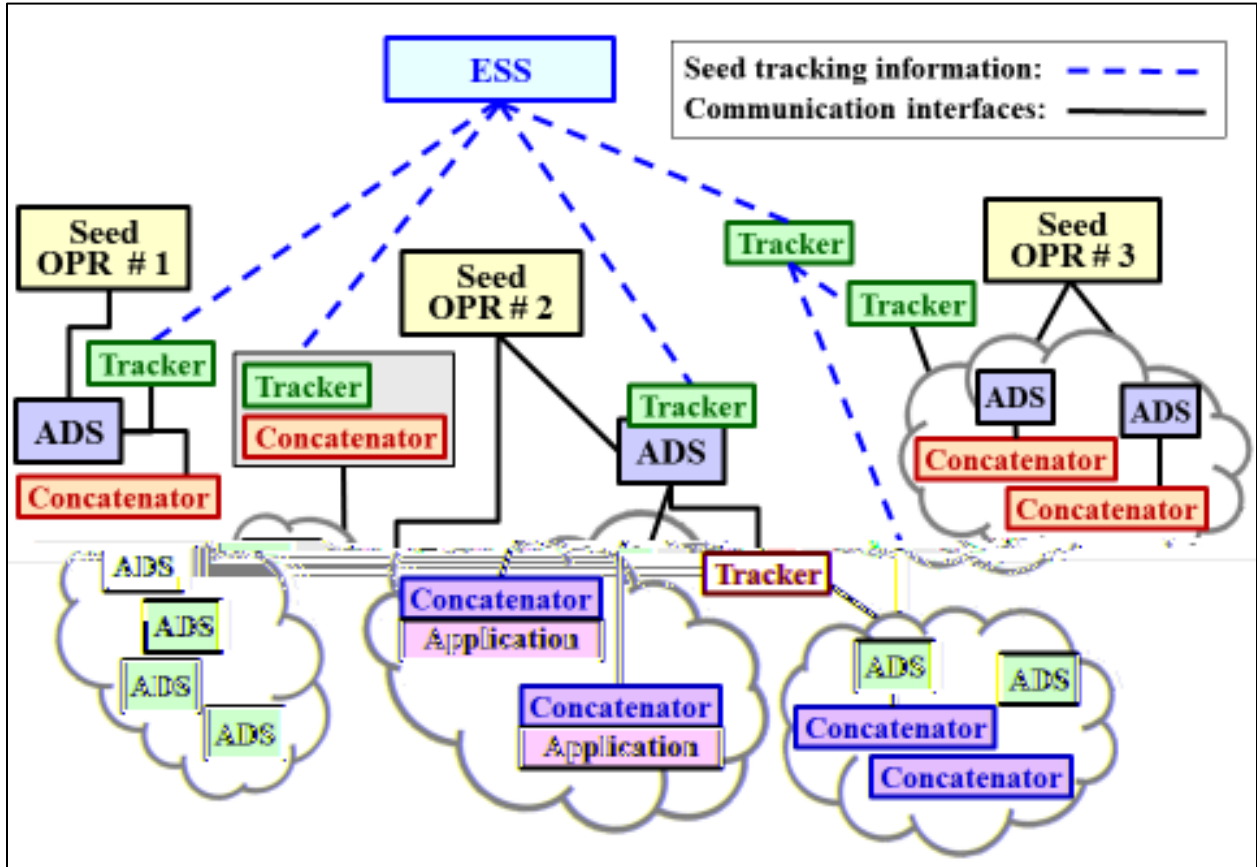 ESS
Seed tracking information:
Communication interfaces:
Seed
OPR # 1
Seed
OPR # 2
Tracker
Seed
OPR # 3
Tracker
Tracker
Tracker
Tracker
ADS
Concatenator
Concatenator
ADS
ADS
ADS
Concatenator
Concatenator
ADS
ADS
ADS
ADS
Concatenator
Application
Concatenator
Application
Tracker
ADS
ADS
Concatenator
Concatenator